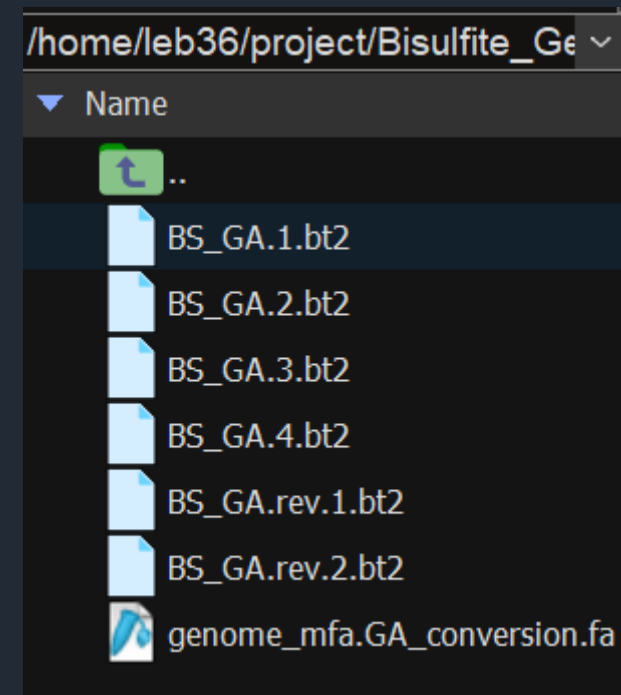 /home/leb36/project/Bisulfite_Ge
Name
..
BS_GA.1.bt2
BS_GA.2.bt2
BS_GA.3.bt2
BS_GA.4.bt2
BS_GA.rev.1.bt2
BS_GA.rev.2.bt2
genome_mfa.GA_conversion.fa